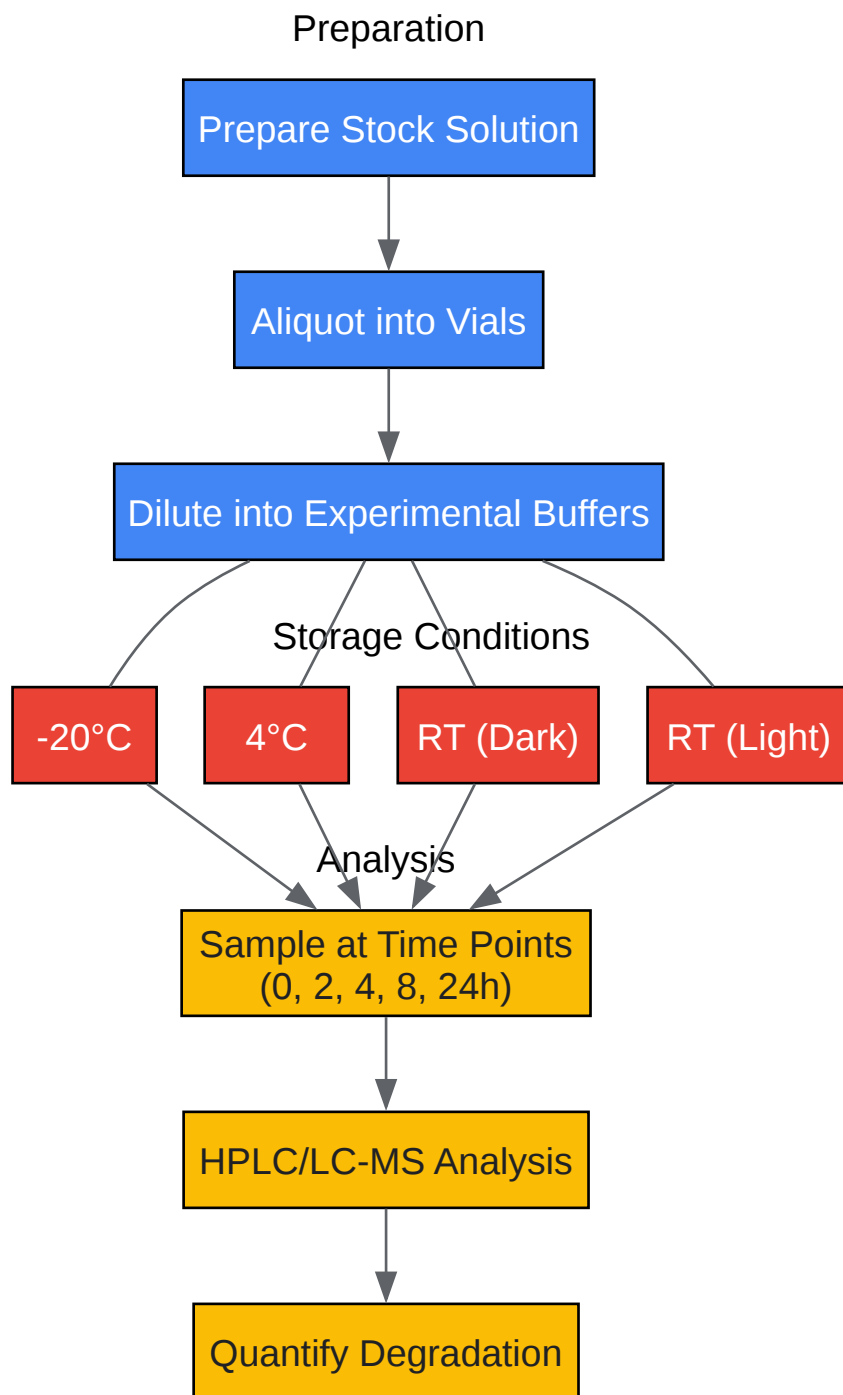 Preparation
Prepare Stock Solution
Aliquot into Vials
Dilute into Experimental Buffers
Storage Conditions
-20°C
4°C
RT (Dark)
RT (Light)
Analysis
Sample at Time Points
(0, 2, 4, 8, 24h)
HPLC/LC-MS Analysis
Quantify Degradation